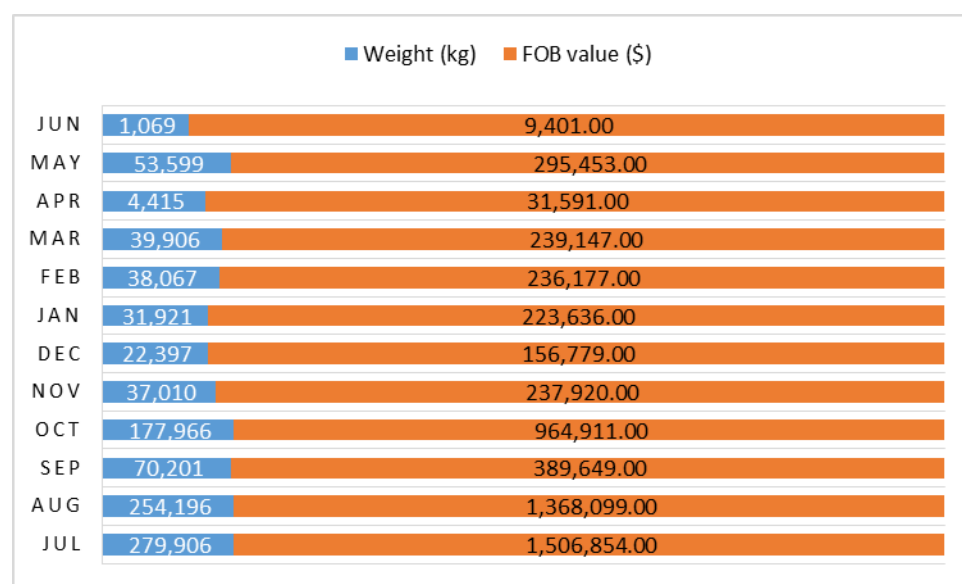 Weight (kg) FOB value ($)
JUN 1,069 9,401.00
MAY 53,599 295,453.00
APR 4,415 31,591.00
MAR 39,906 239,147.00
FEB 38,067 236,177.00
JAN 31,921 223,636.00
DEC 22,397 156,779.00
NOV 37,010 237,920.00
OCT 177,966 964,911.00
SEP 70,201 389,649.00
AUG 254,196 1,368,099.00
JUL 279,906 1,506,854.00